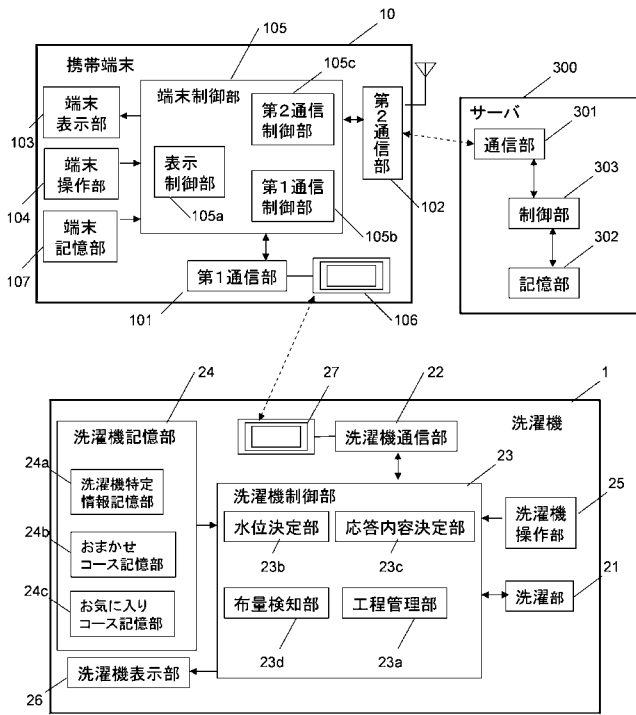 10
携帯端末
105
端末制御部
105c
第2通信
制御部
端末
表示部
103
端末
操作部
104
端末
記憶部
107
表示
制御部
105a
第1通信
制御部
105b
第2通信部
102
第1通信部
101
106
300
サーバ
通信部
301
制御部
303
記憶部
302
1
洗濯機
24
洗濯機記憶部
24a
洗濯機特定
情報記憶部
24b
おまかせ
コース記憶部
24c
お気に入り
コース記憶部
27
22
洗濯機通信部
23
洗濯機制御部
水位決定部
23b
応答内容決定部
23c
布量検知部
23d
工程管理部
23a
25
洗濯機
操作部
21
洗濯部
洗濯機表示部
26